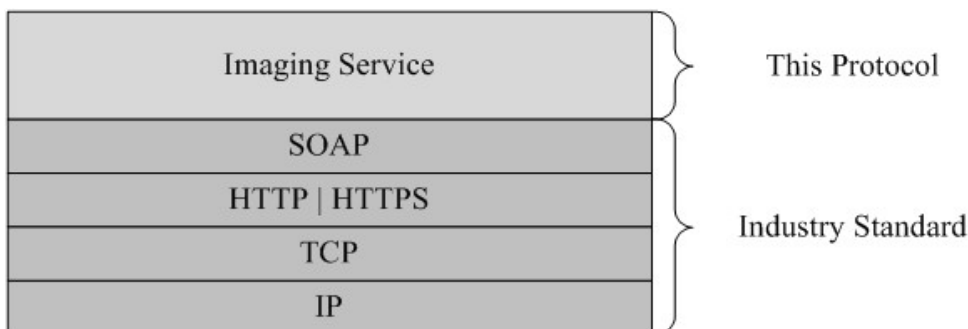 Imaging Service
This Protocol
SOAP
HTTP | HTTPS
TCP
IP
Industry Standard